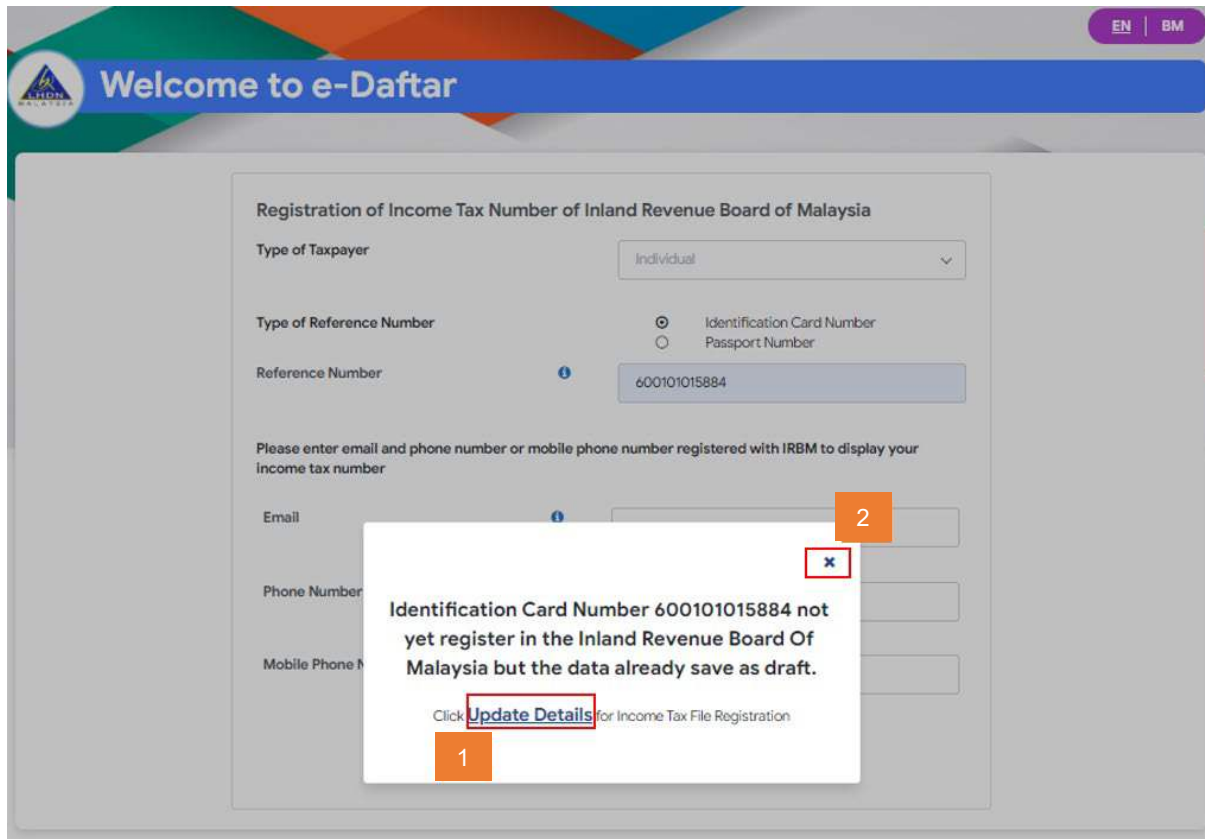 EN | BM
LHDN
MALAYSIA
Welcome to e-Daftar
Registration of Income Tax Number of Inland Revenue Board of Malaysia
Type of Taxpayer
Individual
Type of Reference Number
Identification Card Number
Passport Number
Reference Number
600101015884
Please enter email and phone number or mobile phone number registered with IRBM to display your
income tax number
Email
2
Phone Number
Identification Card Number 600101015884 not
yet register in the Inland Revenue Board Of
Malaysia but the data already save as draft.
Mobile Phone N
Click Update Details for Income Tax File Registration
1